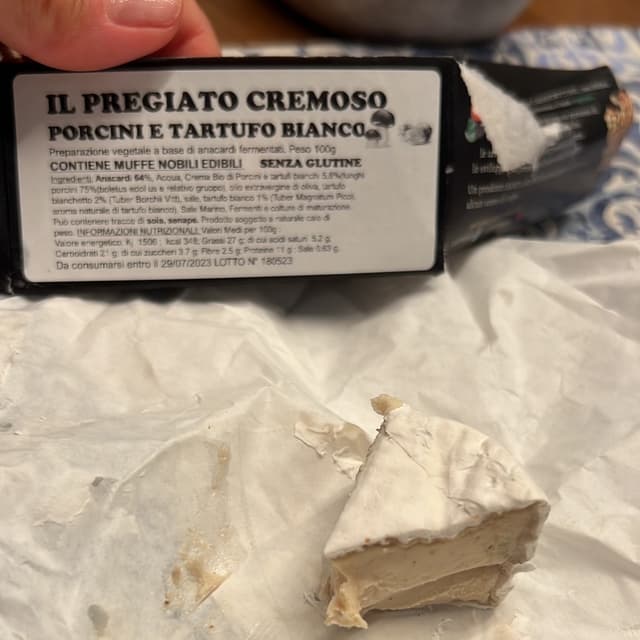 IL PREGIATO CREMOSO
PORCINI E TARTUFO BIANCO
Preparazione vegetale a base di anacardi fermentati. Peso 100g
CONTIENE MUFFE NOBILI EDIBILI SENZA GLUTINE
Ingredienti: Anacardi 64%, Acqua, Crema Bio di Porcini e tartufi bianchi 5,8%(funghi
porcini 75%(boletus edul us e relativo gruppo), olio extravergine di oliva, tartufo
bianchetto 2% (Tuber Borchii Vitt), sale, tartufo bianco 1% (Tuber Magnatum Pico),
aroma naturale di tartufo bianco), Sale Marino, Fermenti e colture di maturazione.
Può contenere tracce di soia, senape. Prodotto soggetto a naturale calo di
peso. INFORMAZIONI NUTRIZIONALI: Valori Medi per 100g:
Valore energetico: Kj 1506 ; kcal 348; Grassi 27 g; di cui acidi saturi: 5.2 g;
Carboidrati 21 g, di cui zuccheri 3.7 g; Fibre 2.5 g; Proteine 11 g; Sale 0.63 g.
Da consumarsi entro il 29/07/2023 LOTTO N° 180523